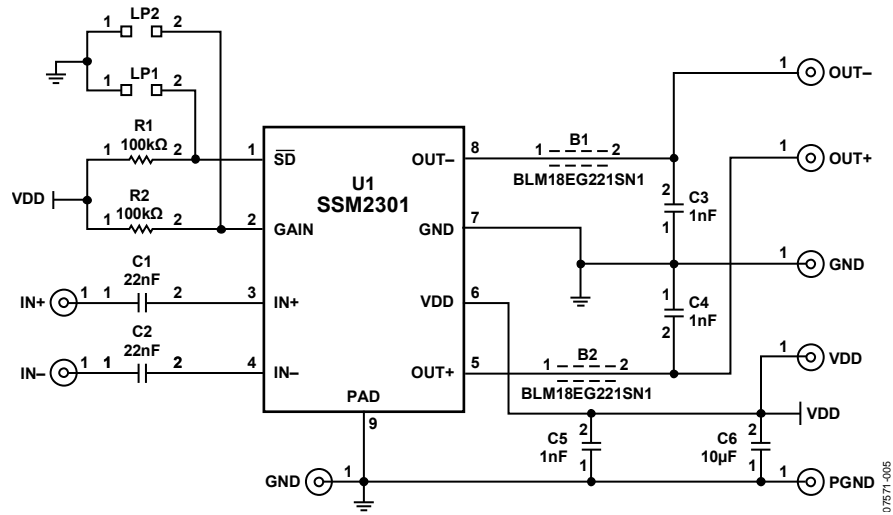 LP2
1 2
LP1
1 2
R1
100kΩ
1 2
VDD
R2
100kΩ
1 2
C1
22nF
IN+ 1 1 2
C2
22nF
IN– 1 1 2
U1
SSM2301
1 SD
2 GAIN
3 IN+
4 IN–
PAD
9
OUT– 8
GND 7
VDD 6
OUT+ 5
1 B1 2
BLM18EG221SN1
1 B2 2
BLM18EG221SN1
2 C3
1nF
1
1 C4
1nF
2
C5 2
1nF 1
C6 2
10µF 1
1 OUT–
1 OUT+
1 GND
1 VDD
VDD
1 PGND
GND 1
07571-005